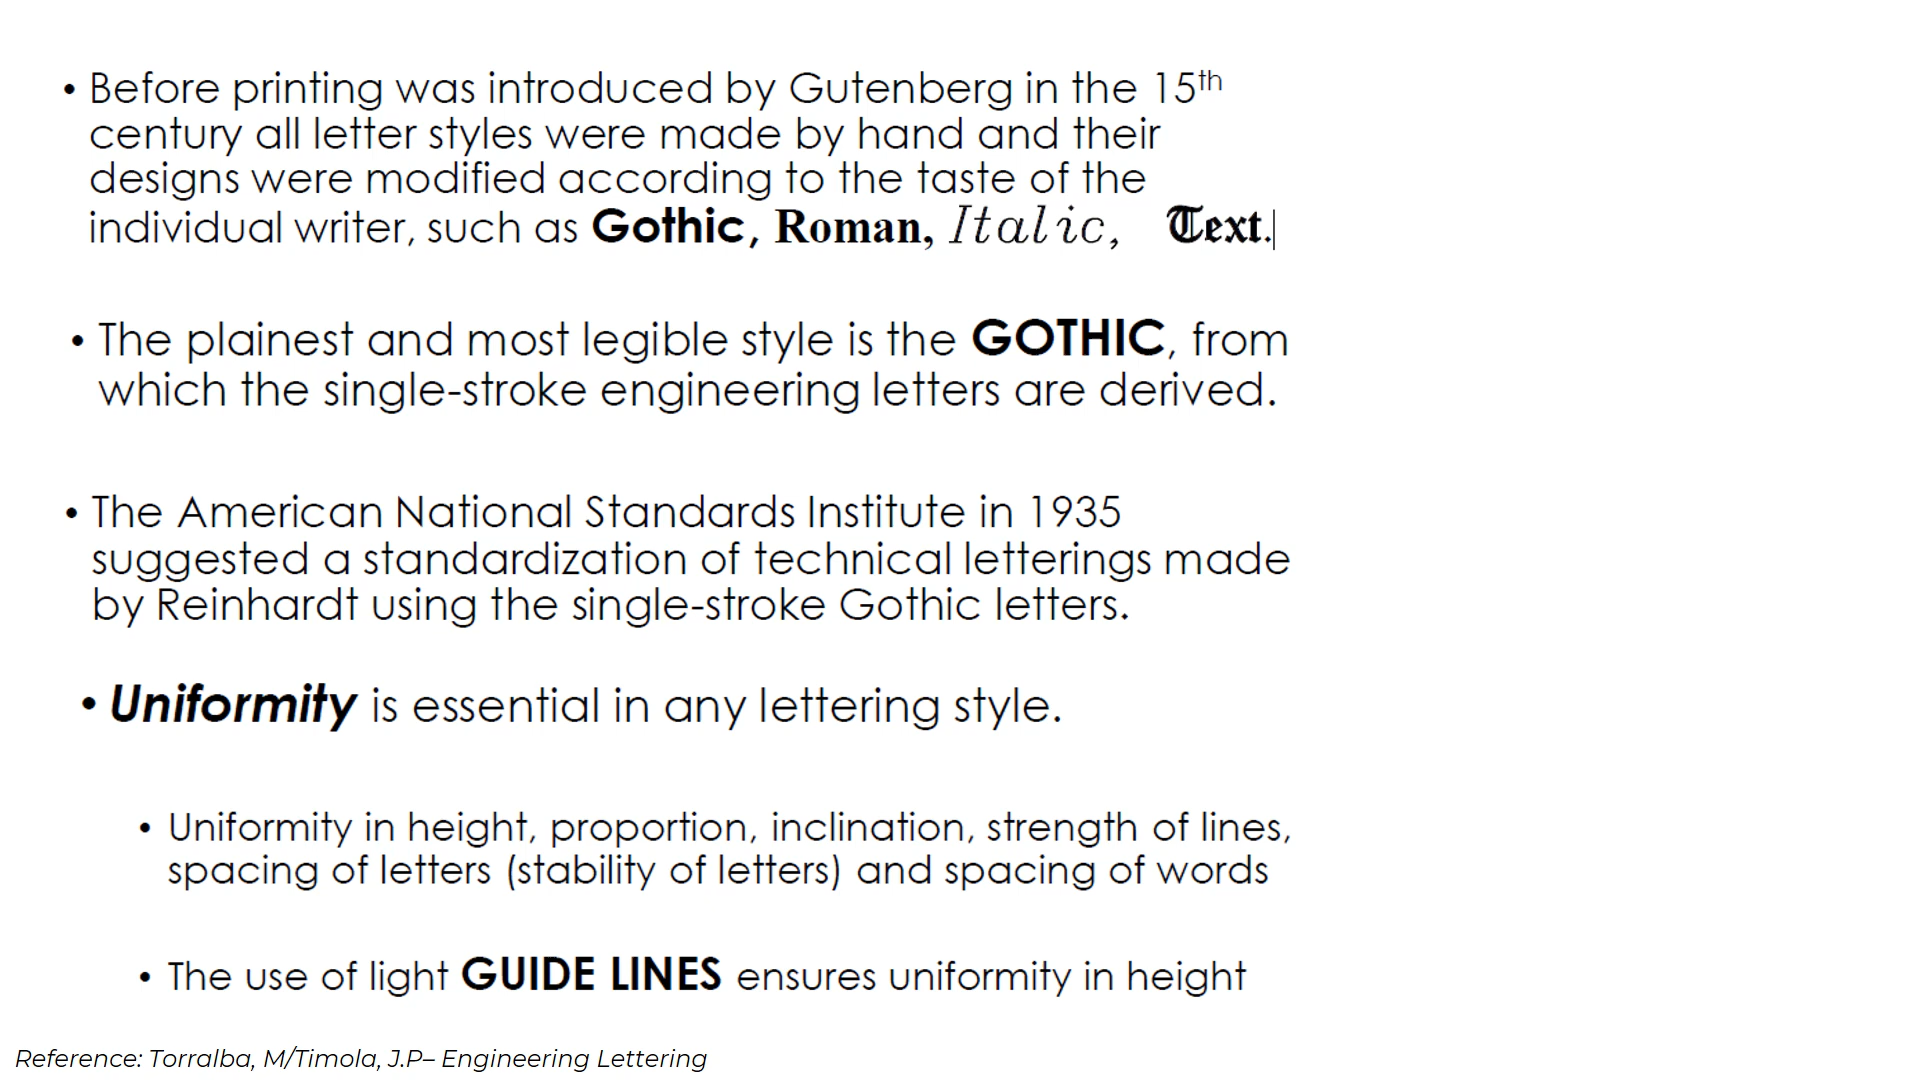 • Before printing was introduced by Gutenberg in the 15th
century all letter styles were made by hand and their
designs were modified according to the taste of the
individual writer, such as Gothic, Roman, Italic, Text.
• The plainest and most legible style is the GOTHIC, from
which the single-stroke engineering letters are derived.
• The American National Standards Institute in 1935
suggested a standardization of technical letterings made
by Reinhardt using the single-stroke Gothic letters.
• Uniformity is essential in any lettering style.
• Uniformity in height, proportion, inclination, strength of lines,
spacing of letters (stability of letters) and spacing of words
• The use of light GUIDE LINES ensures uniformity in height
Reference: Torralba, M/Timola, J.P– Engineering Lettering